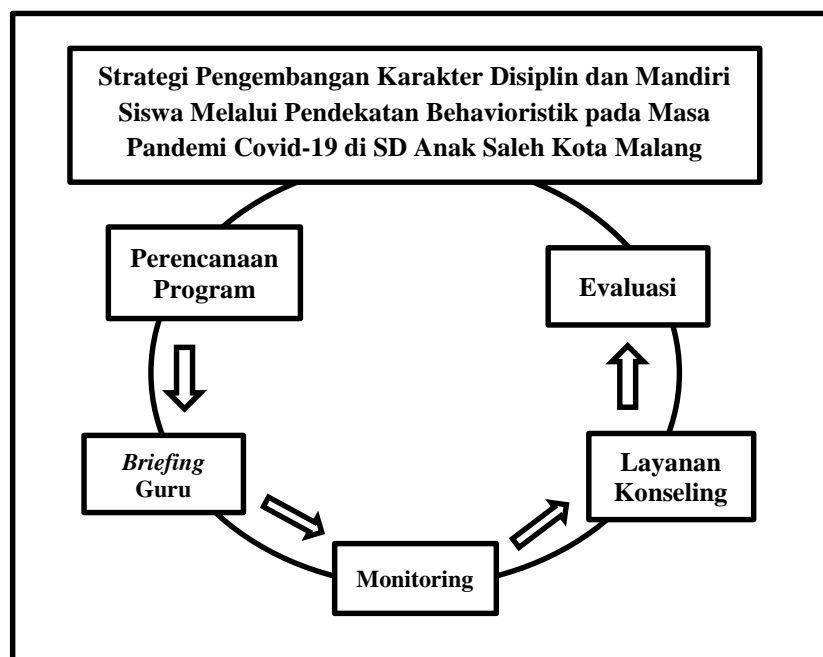 Strategi Pengembangan Karakter Disiplin dan Mandiri
Siswa Melalui Pendekatan Behavioristik pada Masa
Pandemi Covid-19 di SD Anak Saleh Kota Malang
Perencanaan
Program
Briefing
Guru
Monitoring
Layanan
Konseling
Evaluasi